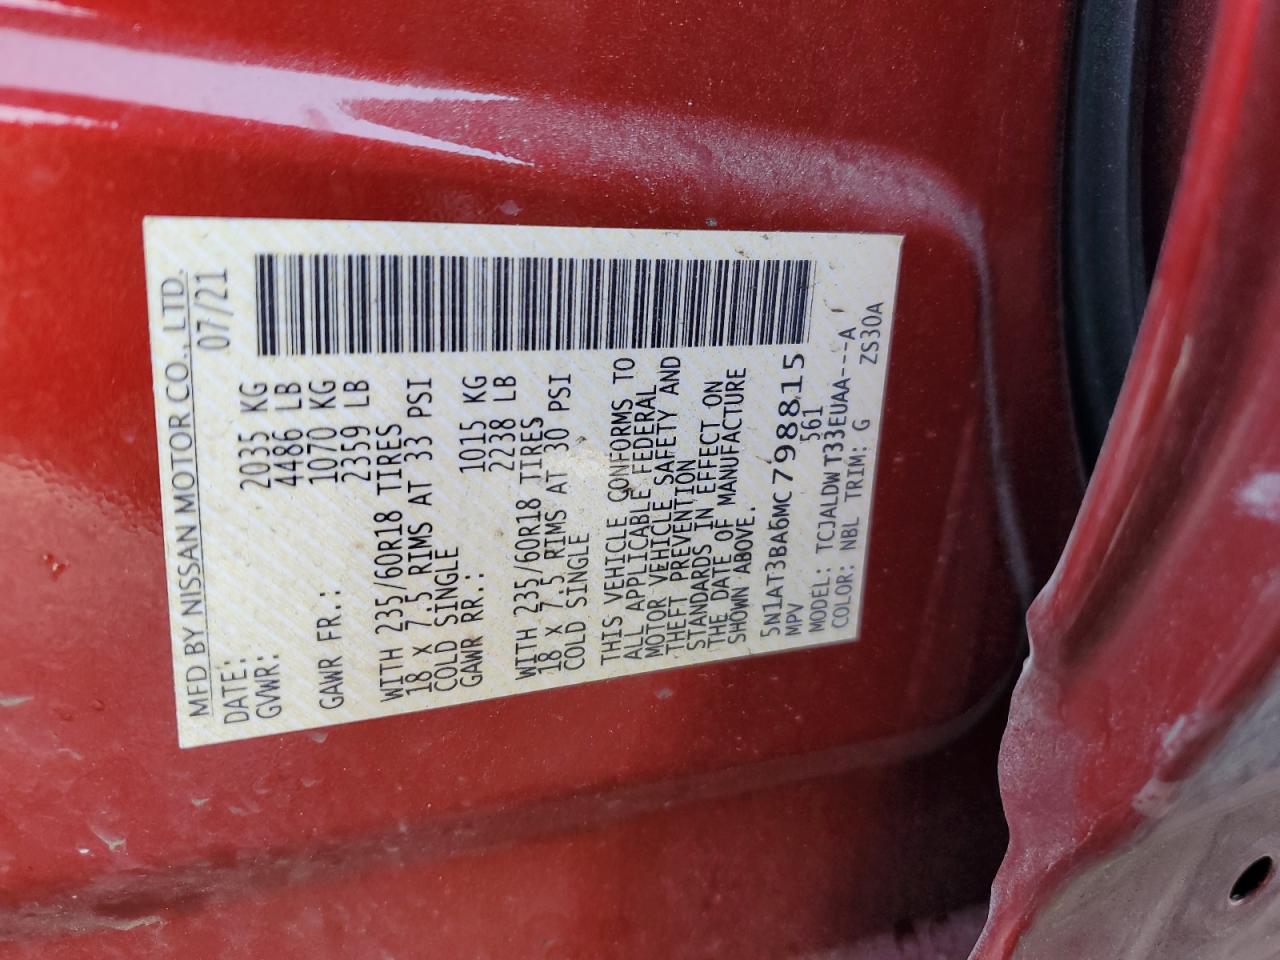 MFD BY NISSAN MOTOR CO., LTD.
DATE: 07/21
GVWR: 2035 KG
4486 LB
GAWR FR.: 1070 KG
2359 LB
WITH 235/60R18 TIRES
18 X 7.5 RIMS AT 33 PSI
COLD SINGLE
GAWR RR.: 1015 KG
2238 LB
WITH 235/60R18 TIRES
18 X 7.5 RIMS AT 30 PSI
COLD SINGLE
THIS VEHICLE CONFORMS TO
ALL APPLICABLE FEDERAL
MOTOR VEHICLE SAFETY AND
THEFT PREVENTION
STANDARDS IN EFFECT ON
THE DATE OF MANUFACTURE
SHOWN ABOVE.
5N1AT3BA6MC798815
MPV 561
MODEL: TCJALDWT33EUAA---A
COLOR: NBL TRIM: G ZS30A